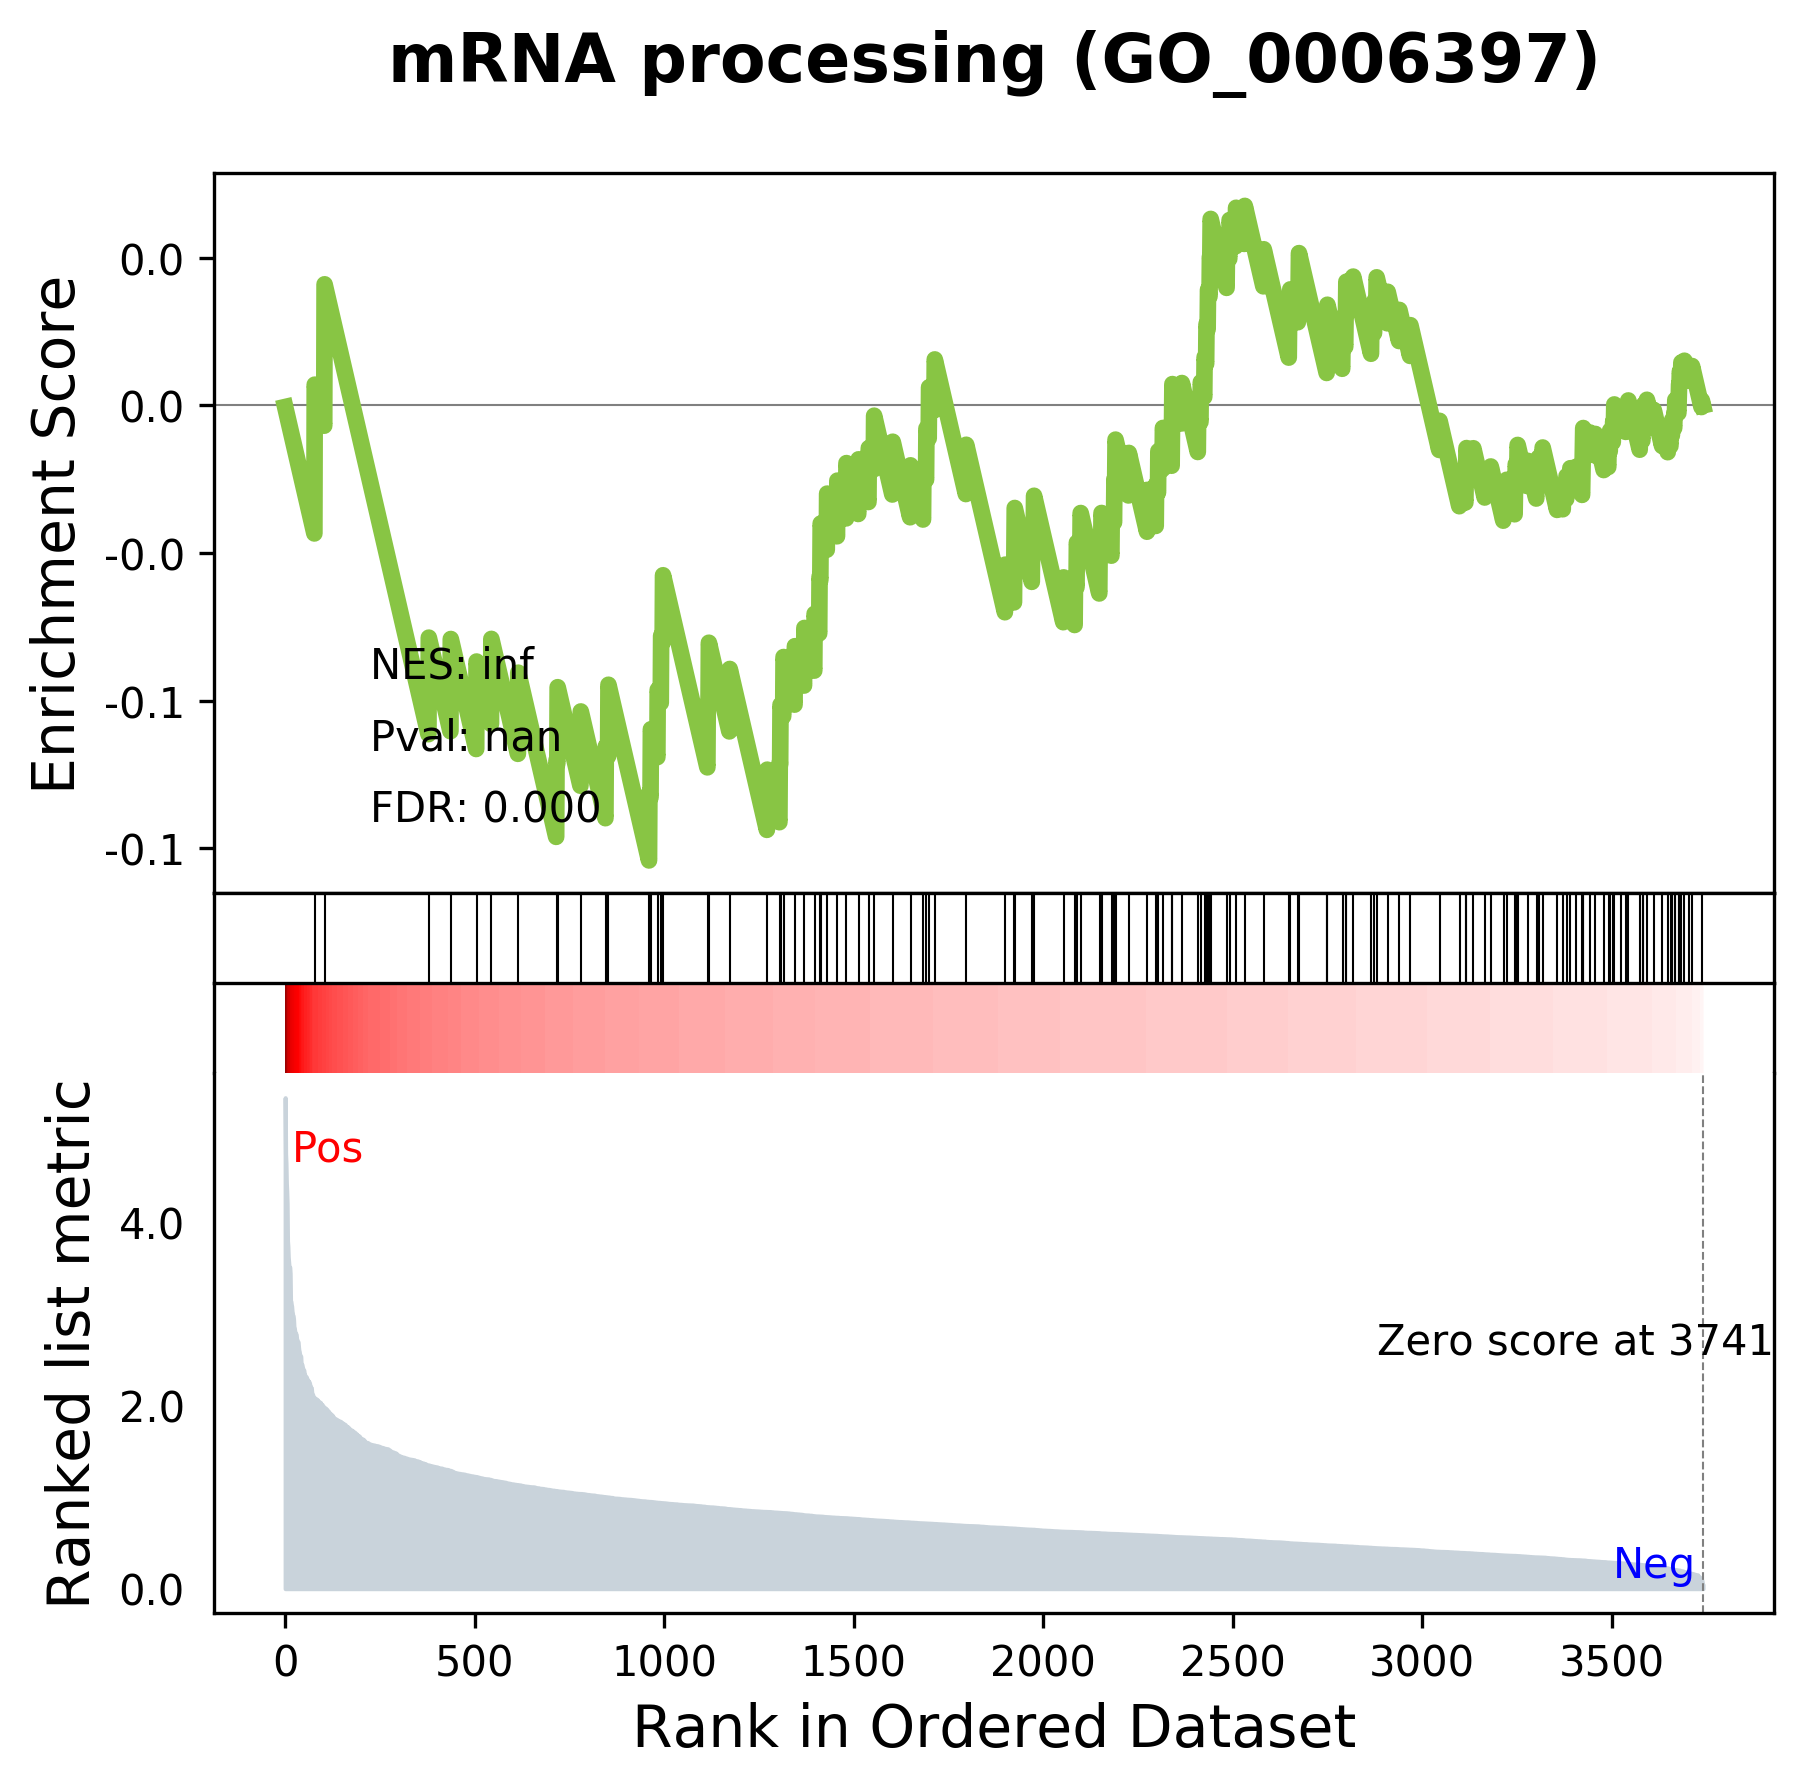 mRNA processing (GO_0006397)
Enrichment Score
0.0
0.0
-0.0
-0.1
-0.1
NES: inf
Pval: nan
FDR: 0.000
Ranked list metric
Pos
4.0
2.0
0.0
Zero score at 3741
Neg
0 500 1000 1500 2000 2500 3000 3500
Rank in Ordered Dataset